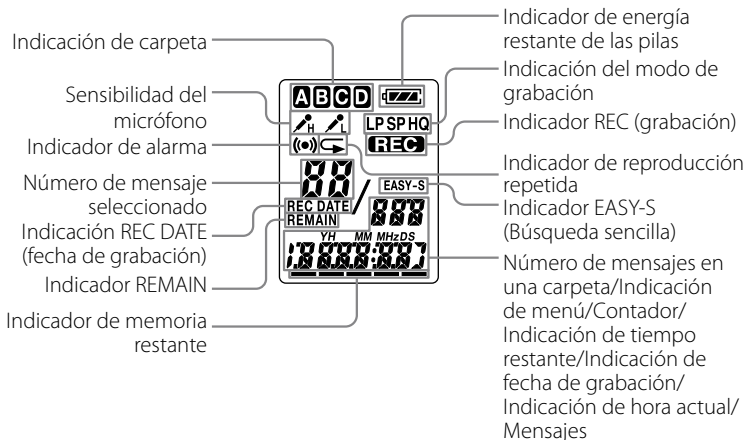 Indicación de carpeta
Sensibilidad del
micrófono
Indicador de alarma
Número de mensaje
seleccionado
Indicación REC DATE
(fecha de grabación)
Indicador REMAIN
Indicador de memoria
restante
ABCD
H L
LP SP HQ
REC
88
EASY-S
REC DATE
REMAIN
888
YH MM MHz DS
Indicador de energía
restante de las pilas
Indicación del modo de
grabación
Indicador REC (grabación)
Indicador de reproducción
repetida
Indicador EASY-S
(Búsqueda sencilla)
Número de mensajes en
una carpeta/Indicación
de menú/Contador/
Indicación de tiempo
restante/Indicación de
fecha de grabación/
Indicación de hora actual/
Mensajes